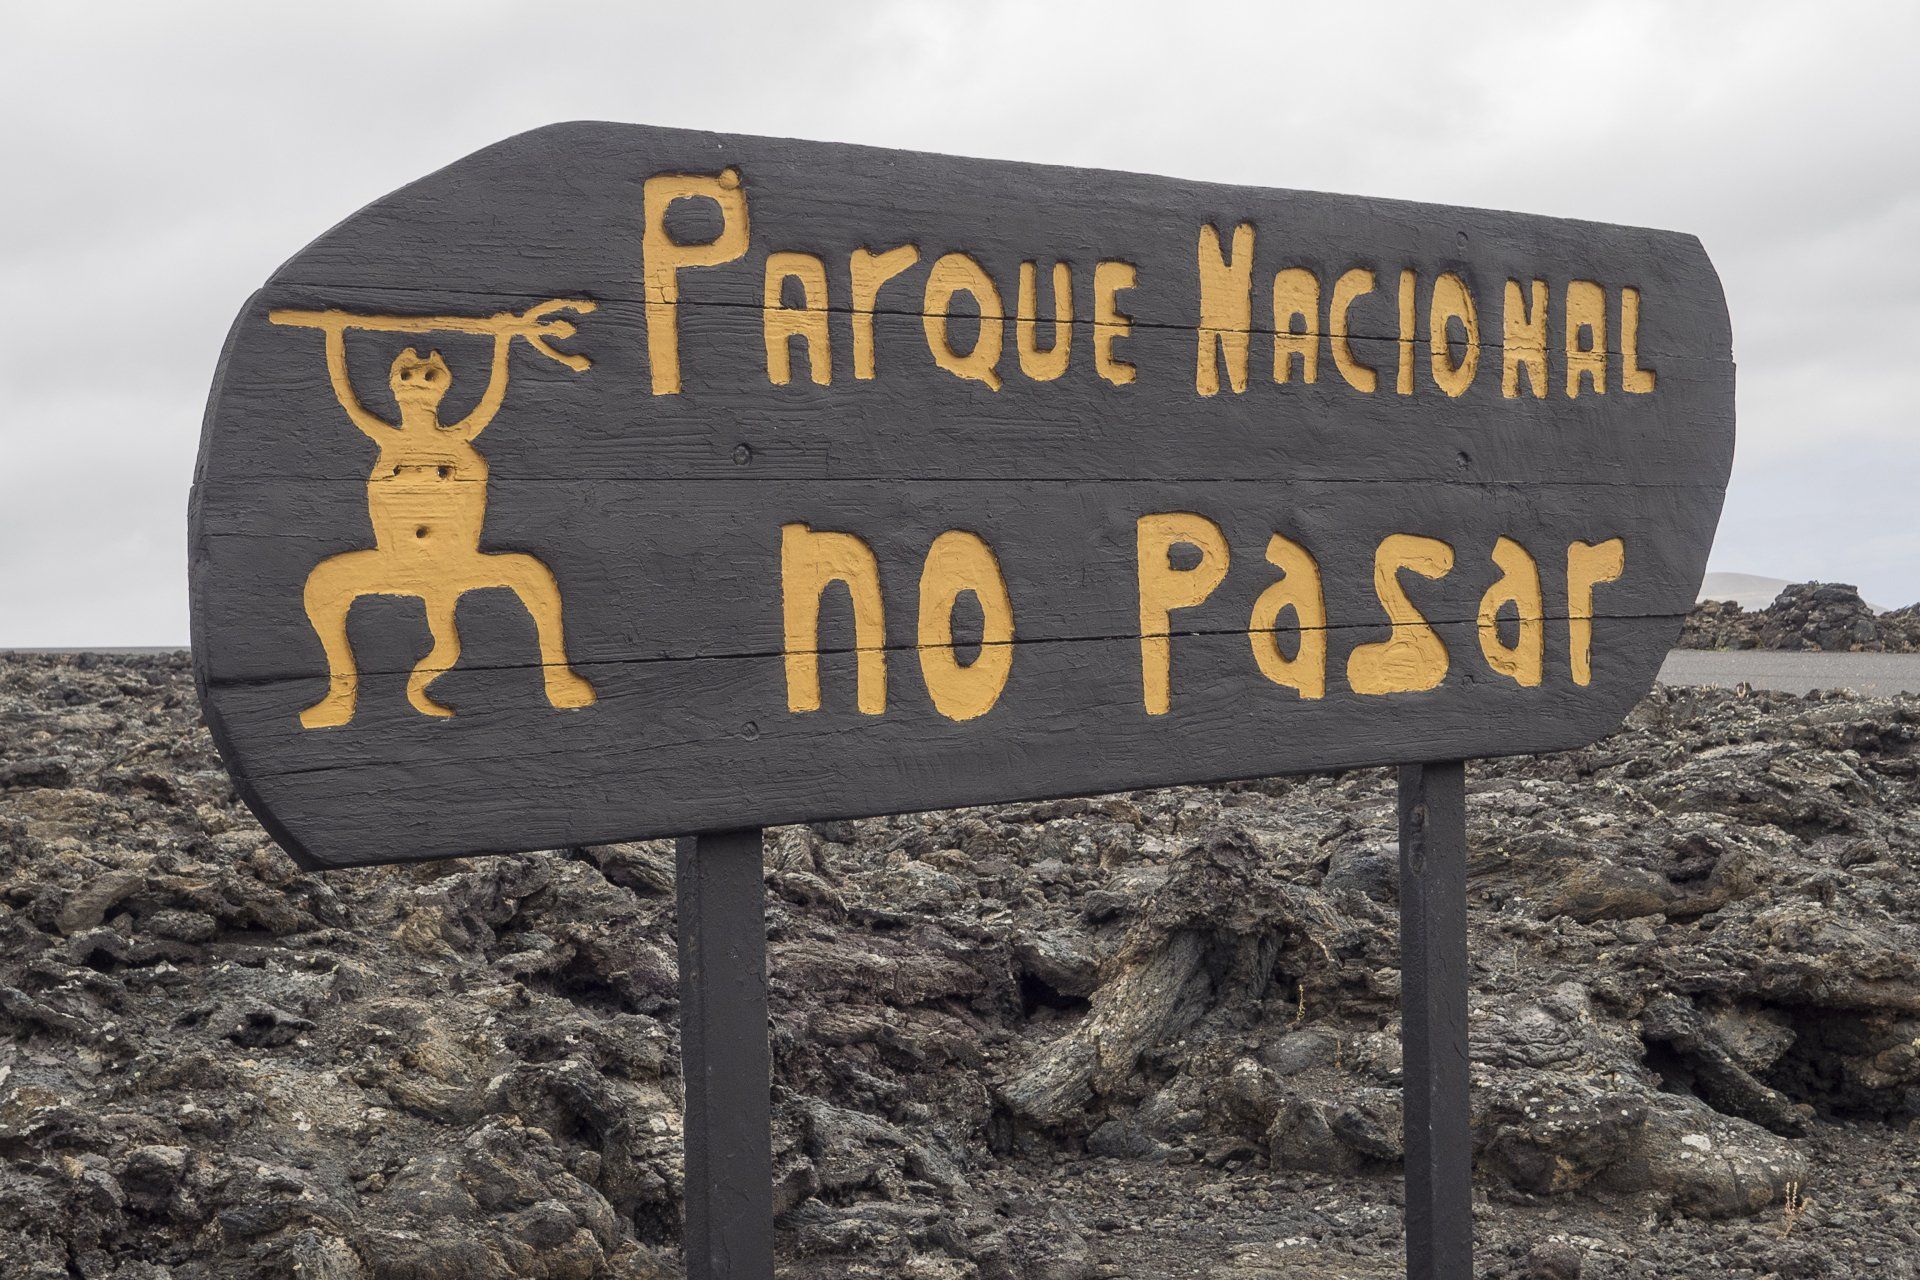 Parque Nacional
no pasar